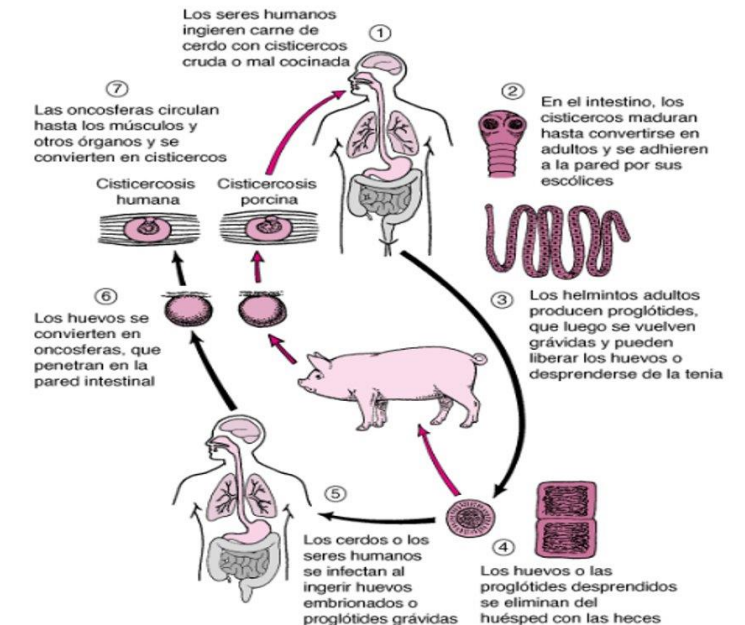 Los seres humanos
ingieren carne de
cerdo con cisticercos
cruda o mal cocinada
1
2
En el intestino, los
cisticercos maduran
hasta convertirse en
adultos y se adhieren
a la pared por sus
escólices
3
Los helmintos adultos
producen proglótides,
que luego se vuelven
grávidas y pueden
liberar los huevos o
desprenderse de la tenia
4
Los huevos o las
proglótides desprendidos
se eliminan del
huésped con las heces
5
Los cerdos o los
seres humanos
se infectan al
ingerir huevos
embrionados o
proglótides grávidas
6
Los huevos se
convierten en
oncosferas, que
penetran en la
pared intestinal
7
Las oncosferas circulan
hasta los músculos y
otros órganos y se
convierten en cisticercos
Cisticercosis
humana
Cisticercosis
porcina